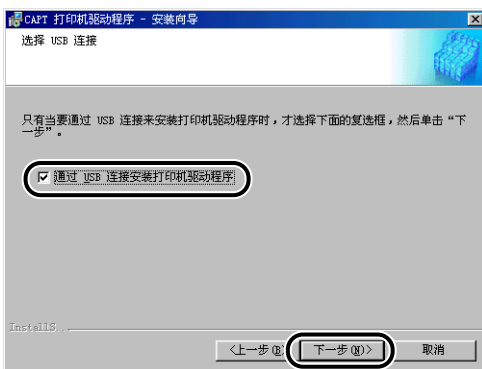 CAPT 打印机驱动程序 - 安装向导
选择 USB 连接
只有当要通过 USB 连接来安装打印机驱动程序时，才选择下面的复选框，然后单击“下
一步”。
通过 USB 连接安装打印机驱动程序
InstallS...
<上一步(B) 下一步(N)> 取消